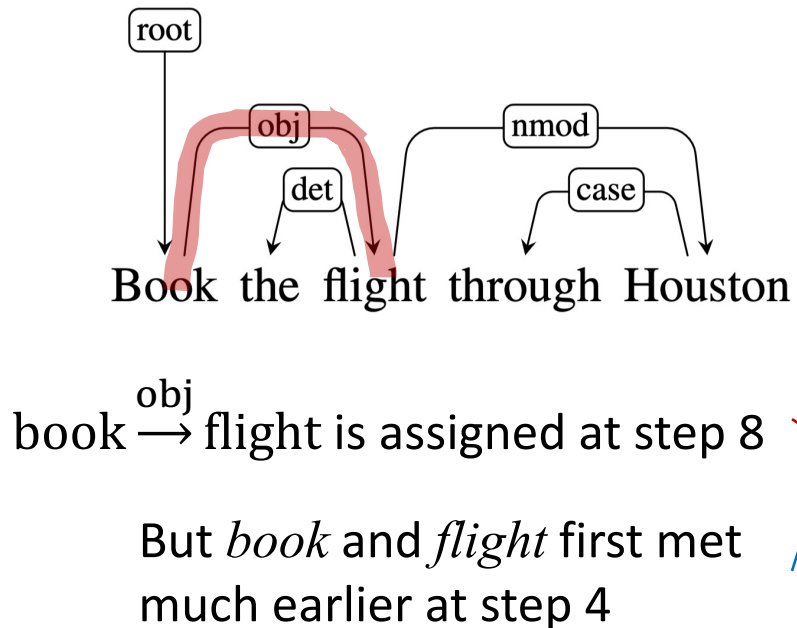 root
obj
nmod
det
case
Book the flight through Houston
obj
book → flight is assigned at step 8
But book and flight first met
much earlier at step 4